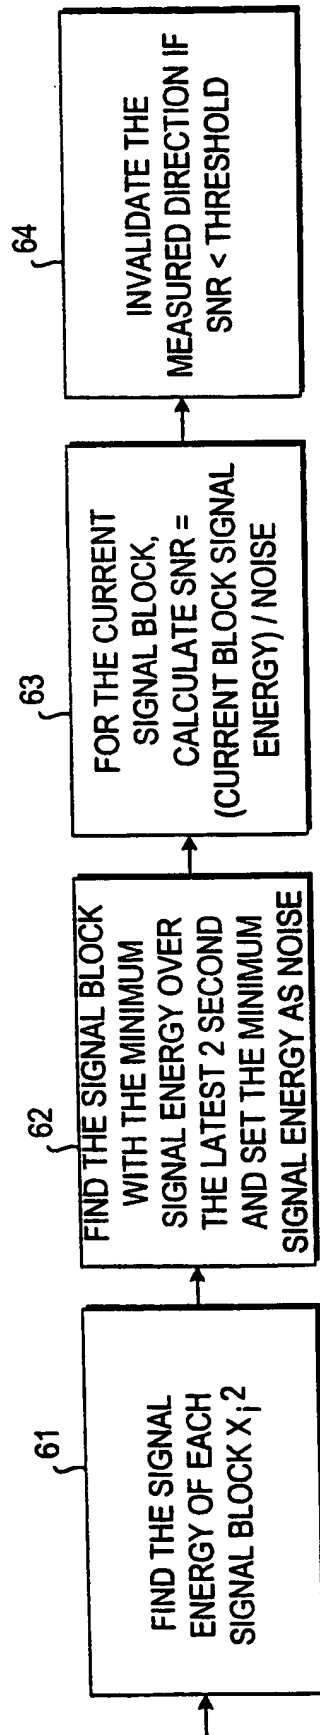 61
FIND THE SIGNAL
ENERGY OF EACH
SIGNAL BLOCK Xi²
62
FIND THE SIGNAL BLOCK
WITH THE MINIMUM
SIGNAL ENERGY OVER
THE LATEST 2 SECOND
AND SET THE MINIMUM
SIGNAL ENERGY AS NOISE
63
FOR THE CURRENT
SIGNAL BLOCK,
CALCULATE SNR =
(CURRENT BLOCK SIGNAL
ENERGY) / NOISE
64
INVALIDATE THE
MEASURED DIRECTION IF
SNR < THRESHOLD